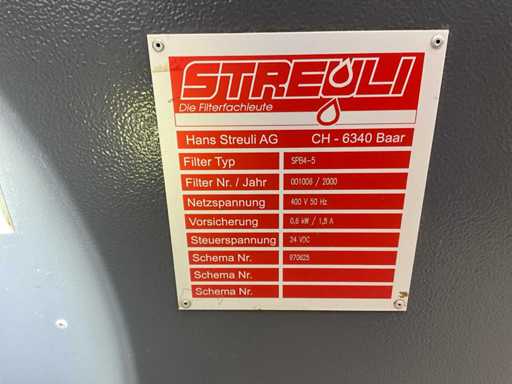 STREULI
Die Filterfachleute
Hans Streuli AG CH - 6340 Baar
Filter Typ SPB4-5
Filter Nr. / Jahr 001008 / 2000
Netzspannung 400 V 50 Hz
Vorsicherung 0,6 kW / 1,5 A
Steuerspannung 24 VDC
Schema Nr. 970625
Schema Nr.
Schema Nr.